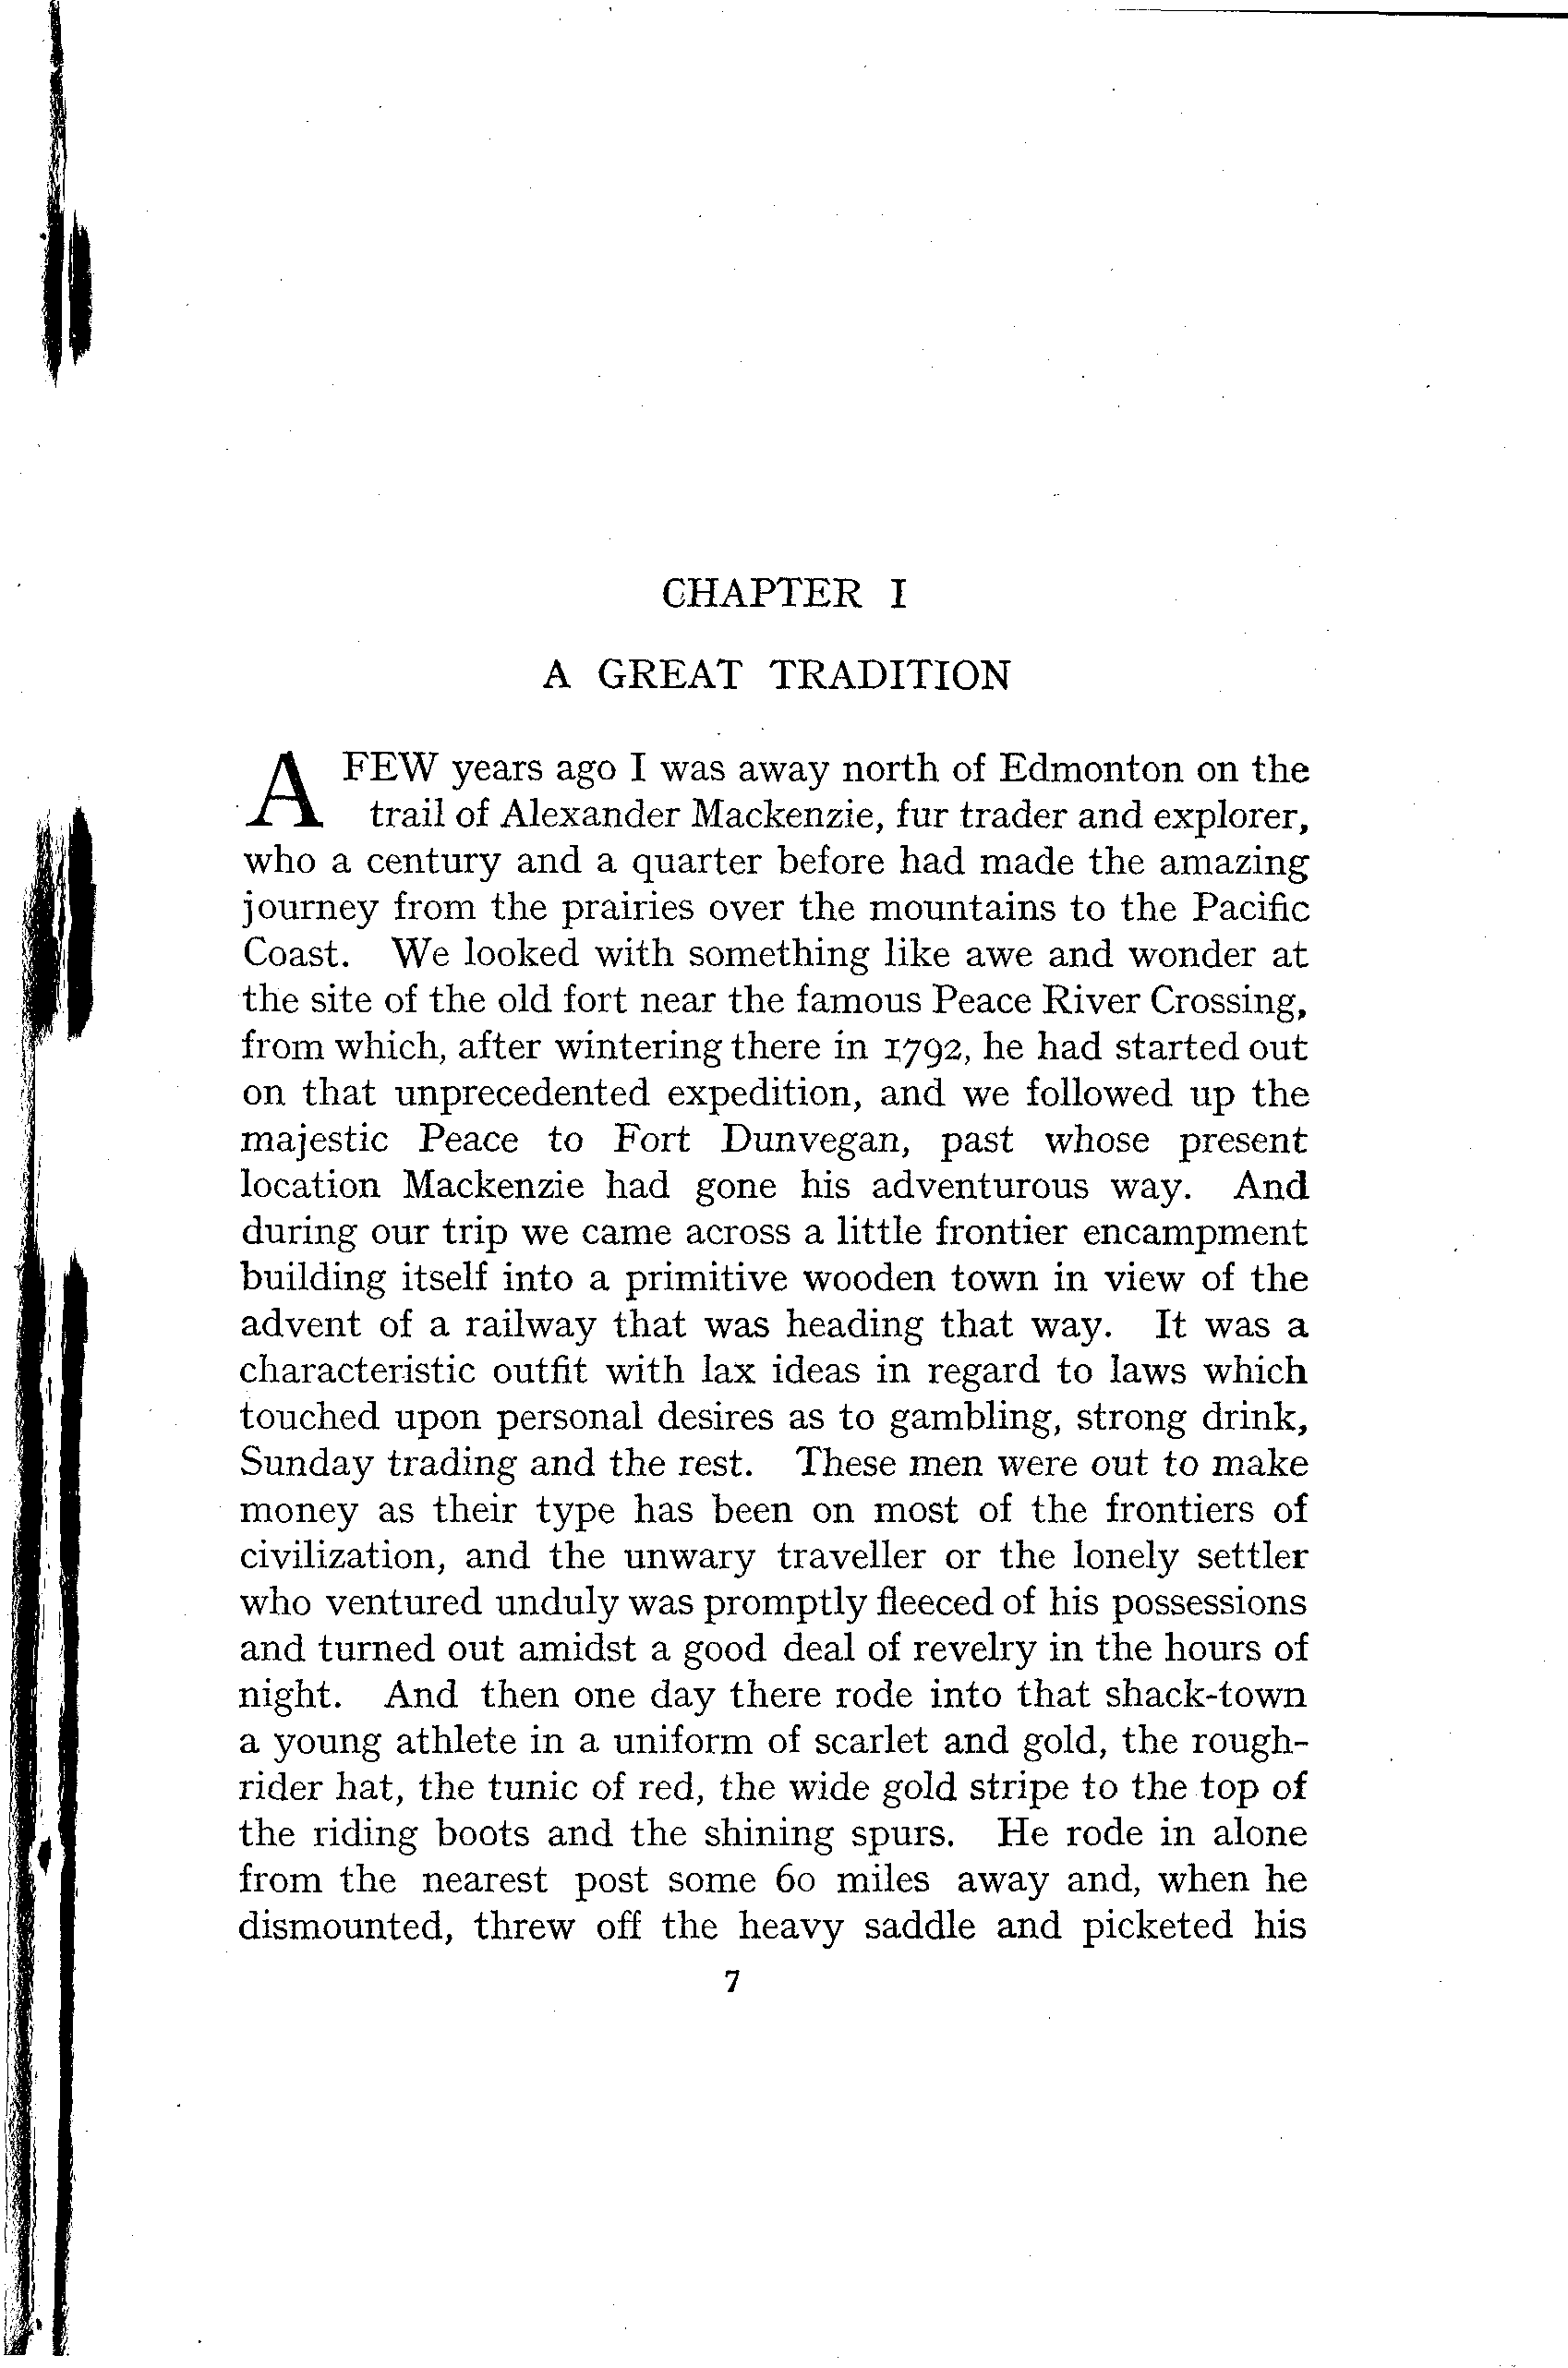 CHAPTER I
A GREAT TRADITION
A FEW years ago I was away north of Edmonton on the
trail of Alexander Mackenzie, fur trader and explorer,
who a century and a quarter before had made the amazing
journey from the prairies over the mountains to the Pacific
Coast. We looked with something like awe and wonder at
the site of the old fort near the famous Peace River Crossing,
from which, after wintering there in 1792, he had started out
on that unprecedented expedition, and we followed up the
majestic Peace to Fort Dunvegan, past whose present
location Mackenzie had gone his adventurous way. And
during our trip we came across a little frontier encampment
building itself into a primitive wooden town in view of the
advent of a railway that was heading that way. It was a
characteristic outfit with lax ideas in regard to laws which
touched upon personal desires as to gambling, strong drink,
Sunday trading and the rest. These men were out to make
money as their type has been on most of the frontiers of
civilization, and the unwary traveller or the lonely settler
who ventured unduly was promptly fleeced of his possessions
and turned out amidst a good deal of revelry in the hours of
night. And then one day there rode into that shack-town
a young athlete in a uniform of scarlet and gold, the rough-
rider hat, the tunic of red, the wide gold stripe to the top of
the riding boots and the shining spurs. He rode in alone
from the nearest post some 60 miles away and, when he
dismounted, threw off the heavy saddle and picketed his
7